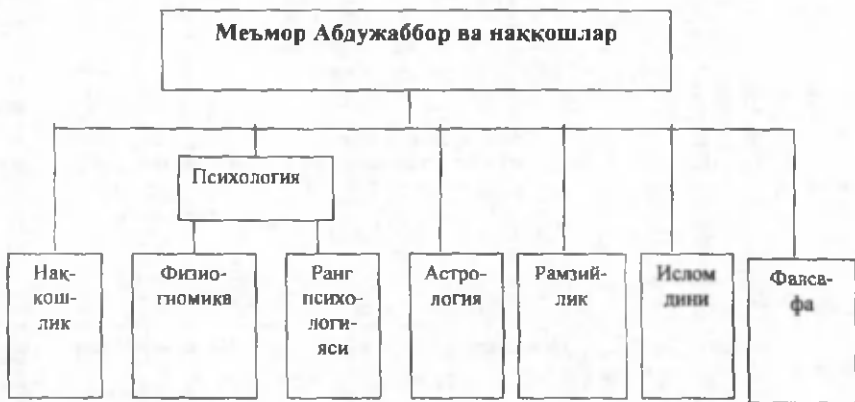 Меъмор Абдужаббор ва наққошлар
Психология
Нақ-
қош-
лик
Физио-
гномика
Ранг
психо-
логи-
яси
Астро-
логия
Рамзий-
лик
Ислом
дини
Фалса-
фа